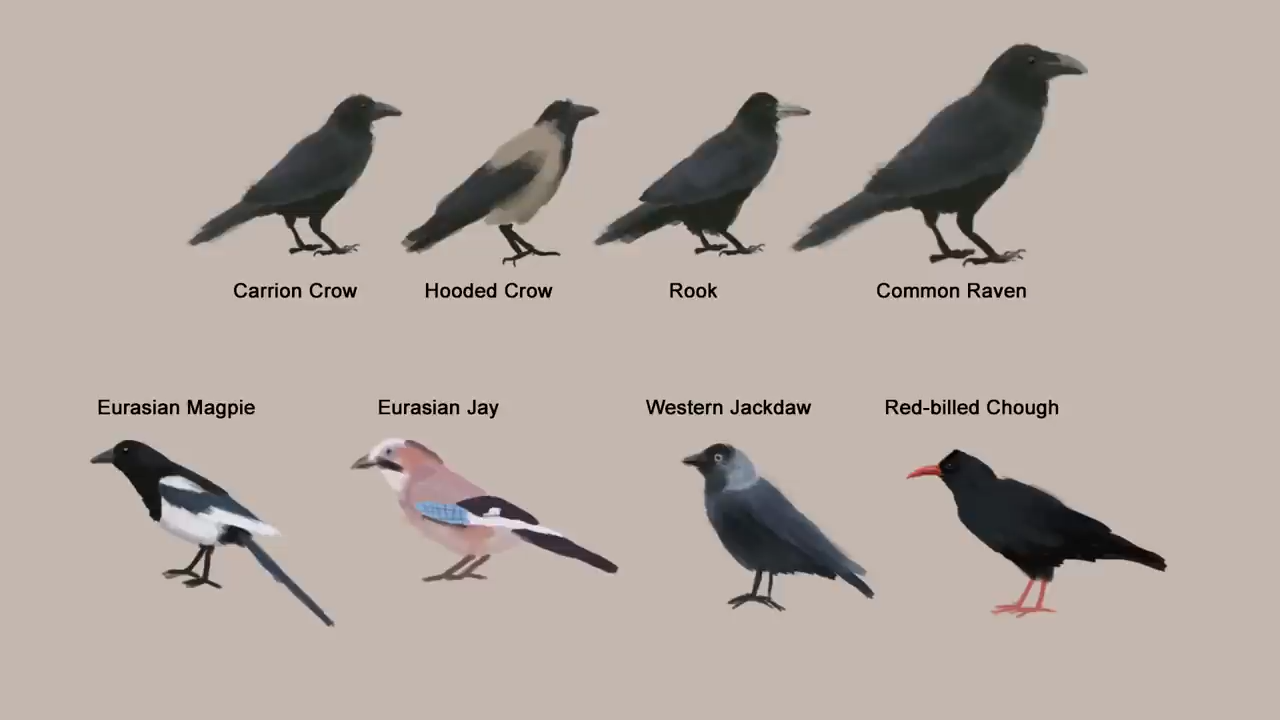 Carrion Crow
Hooded Crow
Rook
Common Raven
Eurasian Magpie
Eurasian Jay
Western Jackdaw
Red-billed Chough